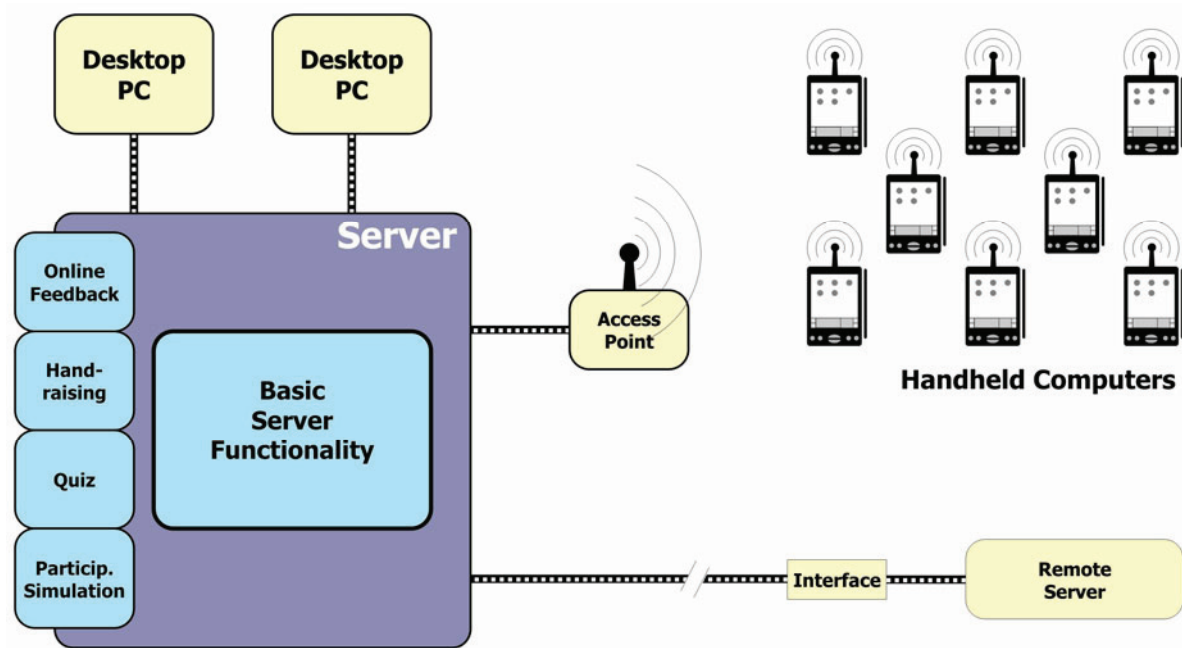 Desktop
PC
Desktop
PC
Server
Online
Feedback
Hand-
raising
Quiz
Particip.
Simulation
Basic
Server
Functionality
Access
Point
Handheld Computers
Interface
Remote
Server